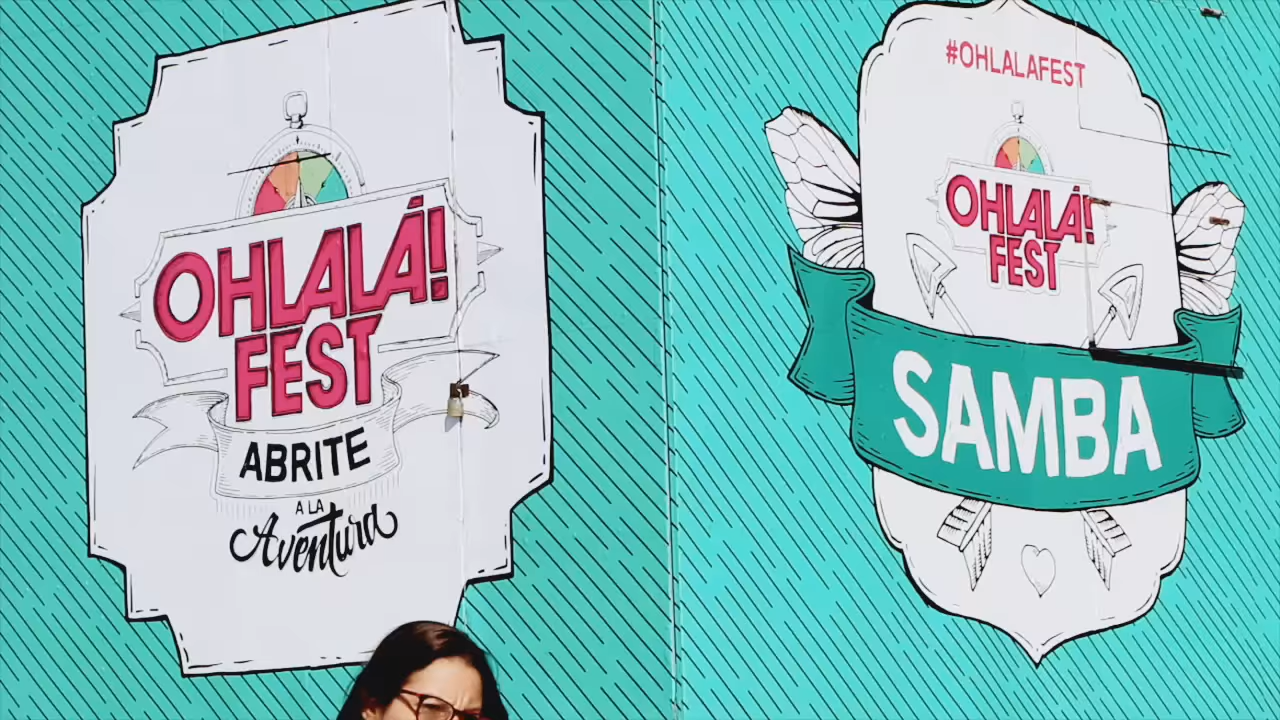 OHLALÁ!
FEST
ABRITE
A LA
Aventura
#OHLALAFEST
OHLALÁ!
FEST
SAMBA